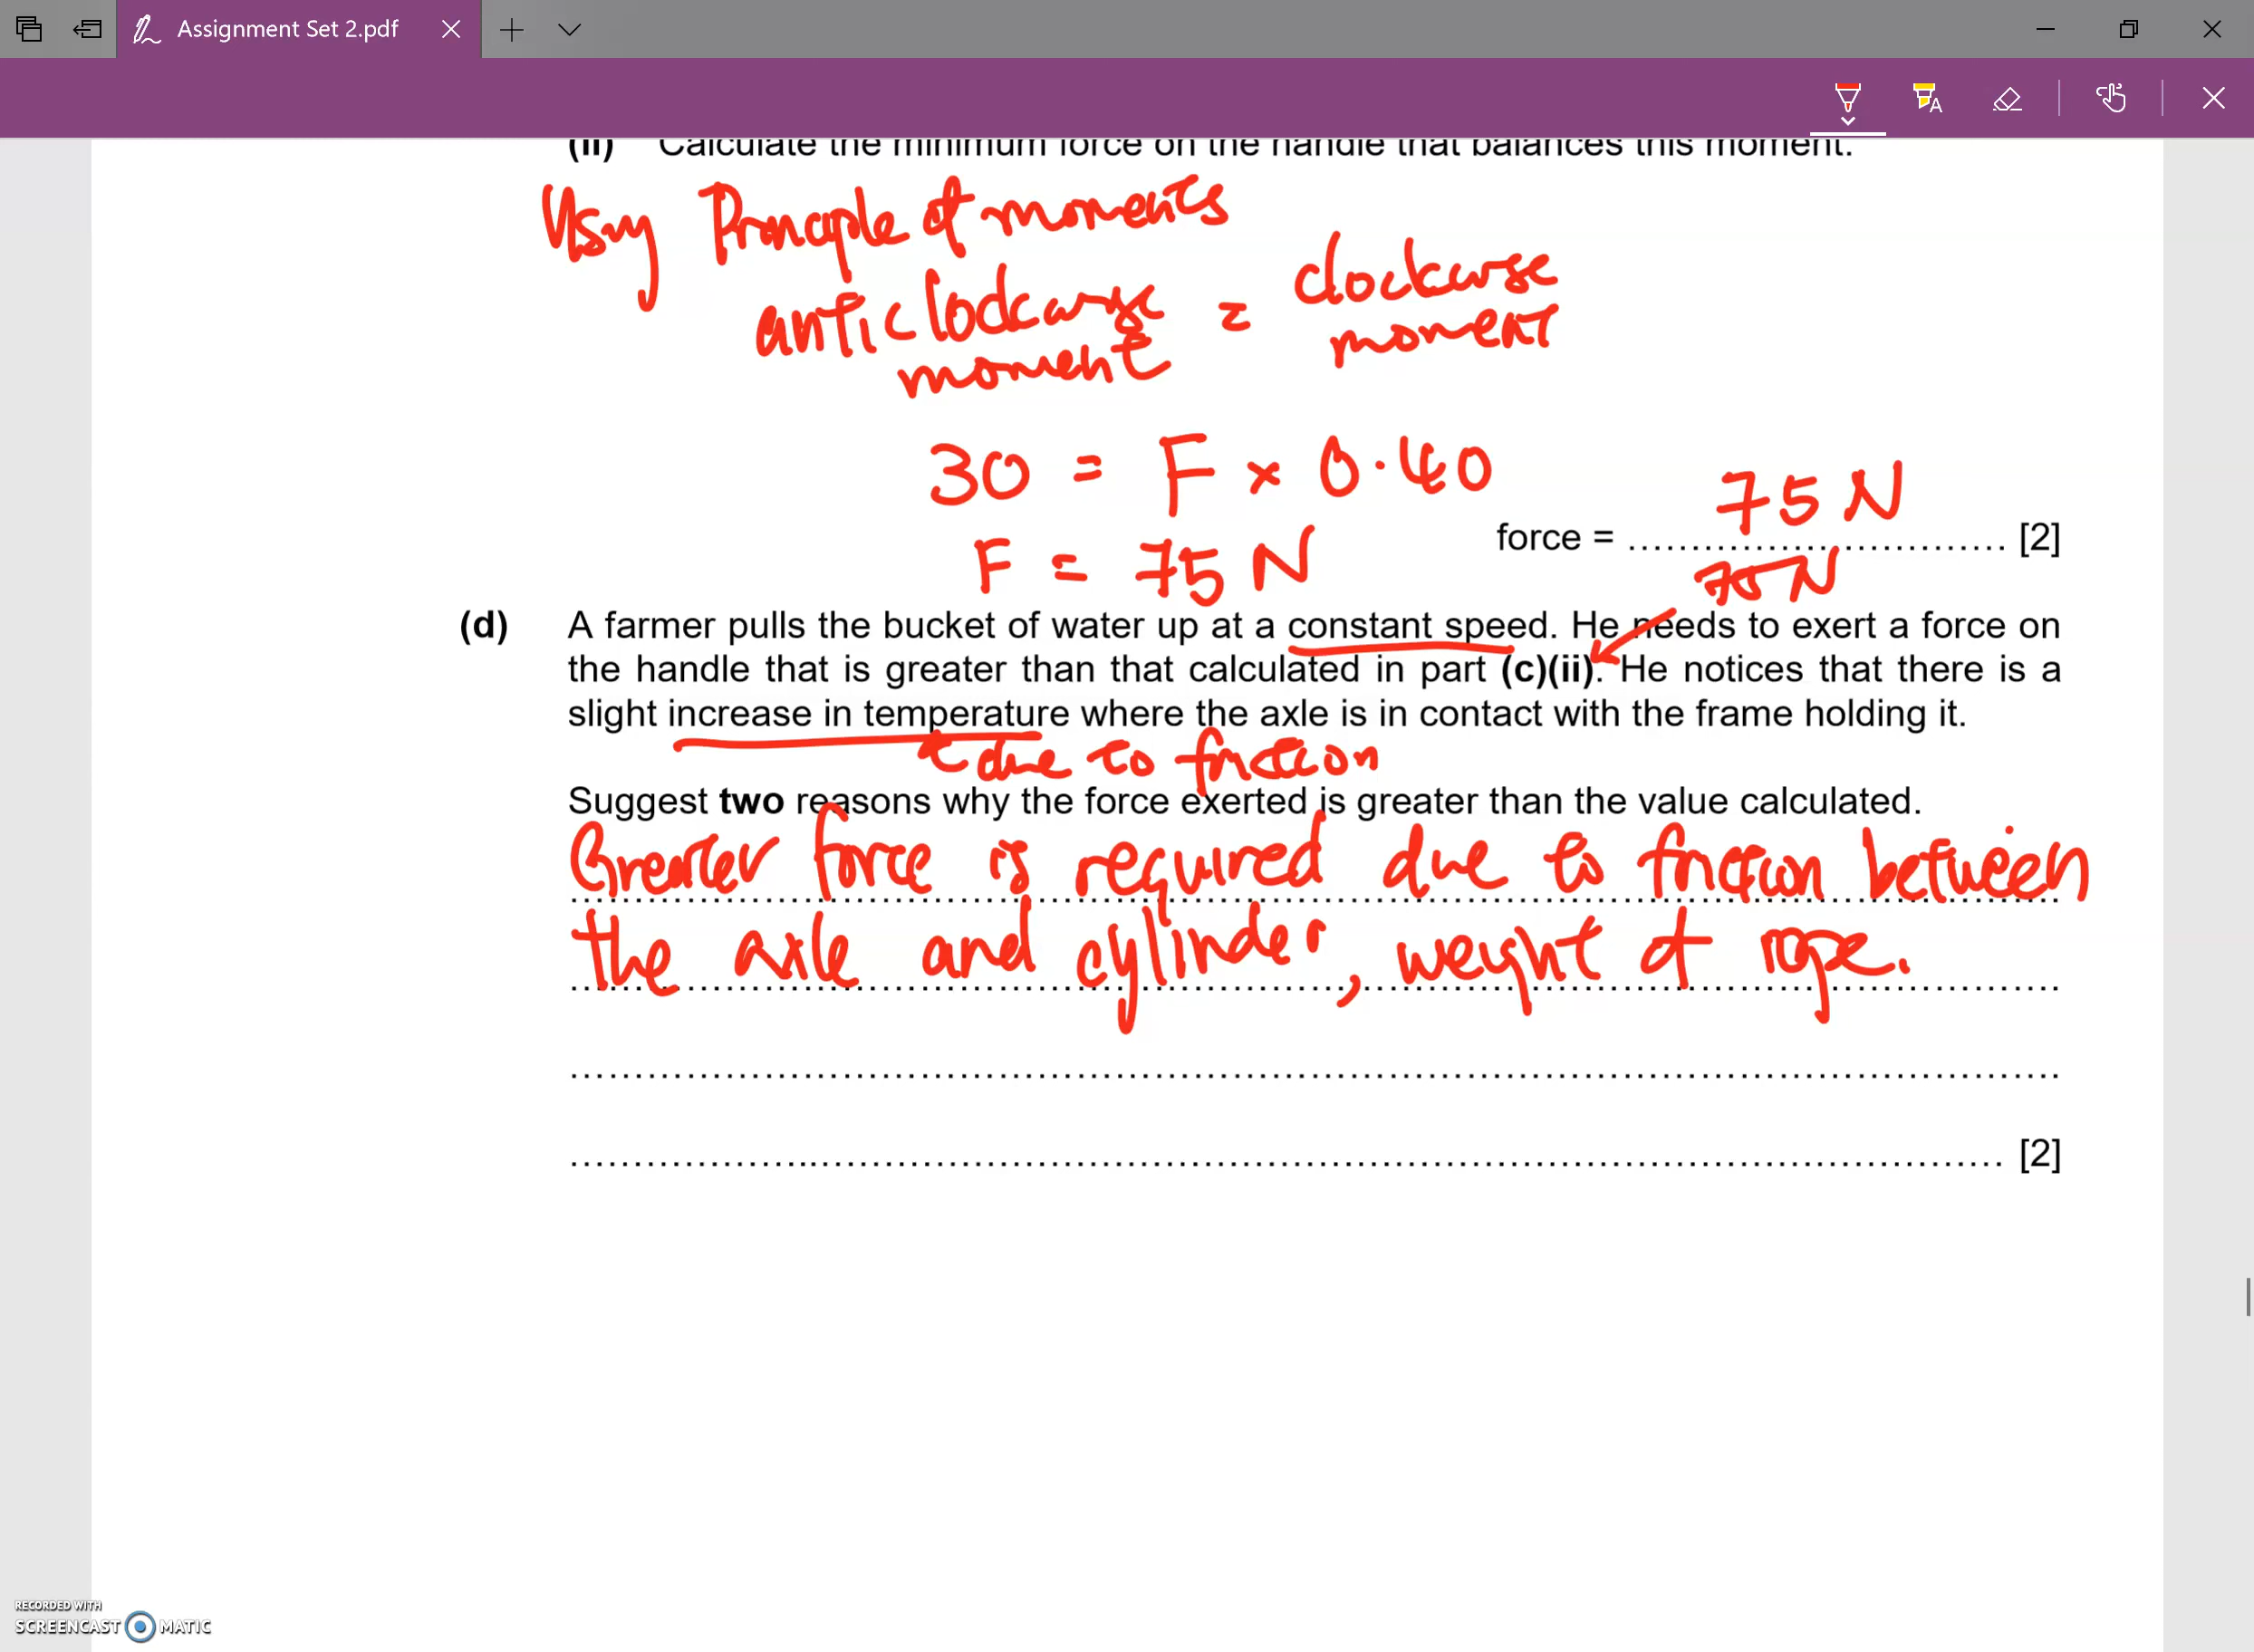 Assignment Set 2.pdf
(ii) Calculate the minimum force on the handle that balances this moment.
Using Principle of moments
anticlockwise moment = clockwise moment
30 = F × 0.40
75 N
force = .............................. [2]
F = 75 N
75 N
(d) A farmer pulls the bucket of water up at a constant speed. He needs to exert a force on
the handle that is greater than that calculated in part (c)(ii). He notices that there is a
slight increase in temperature where the axle is in contact with the frame holding it.
due to friction
Suggest two reasons why the force exerted is greater than the value calculated.
Greater force is required due to friction between
the axle and cylinder, weight of rope.
[2]
RECORDED WITH
SCREENCAST MATIC